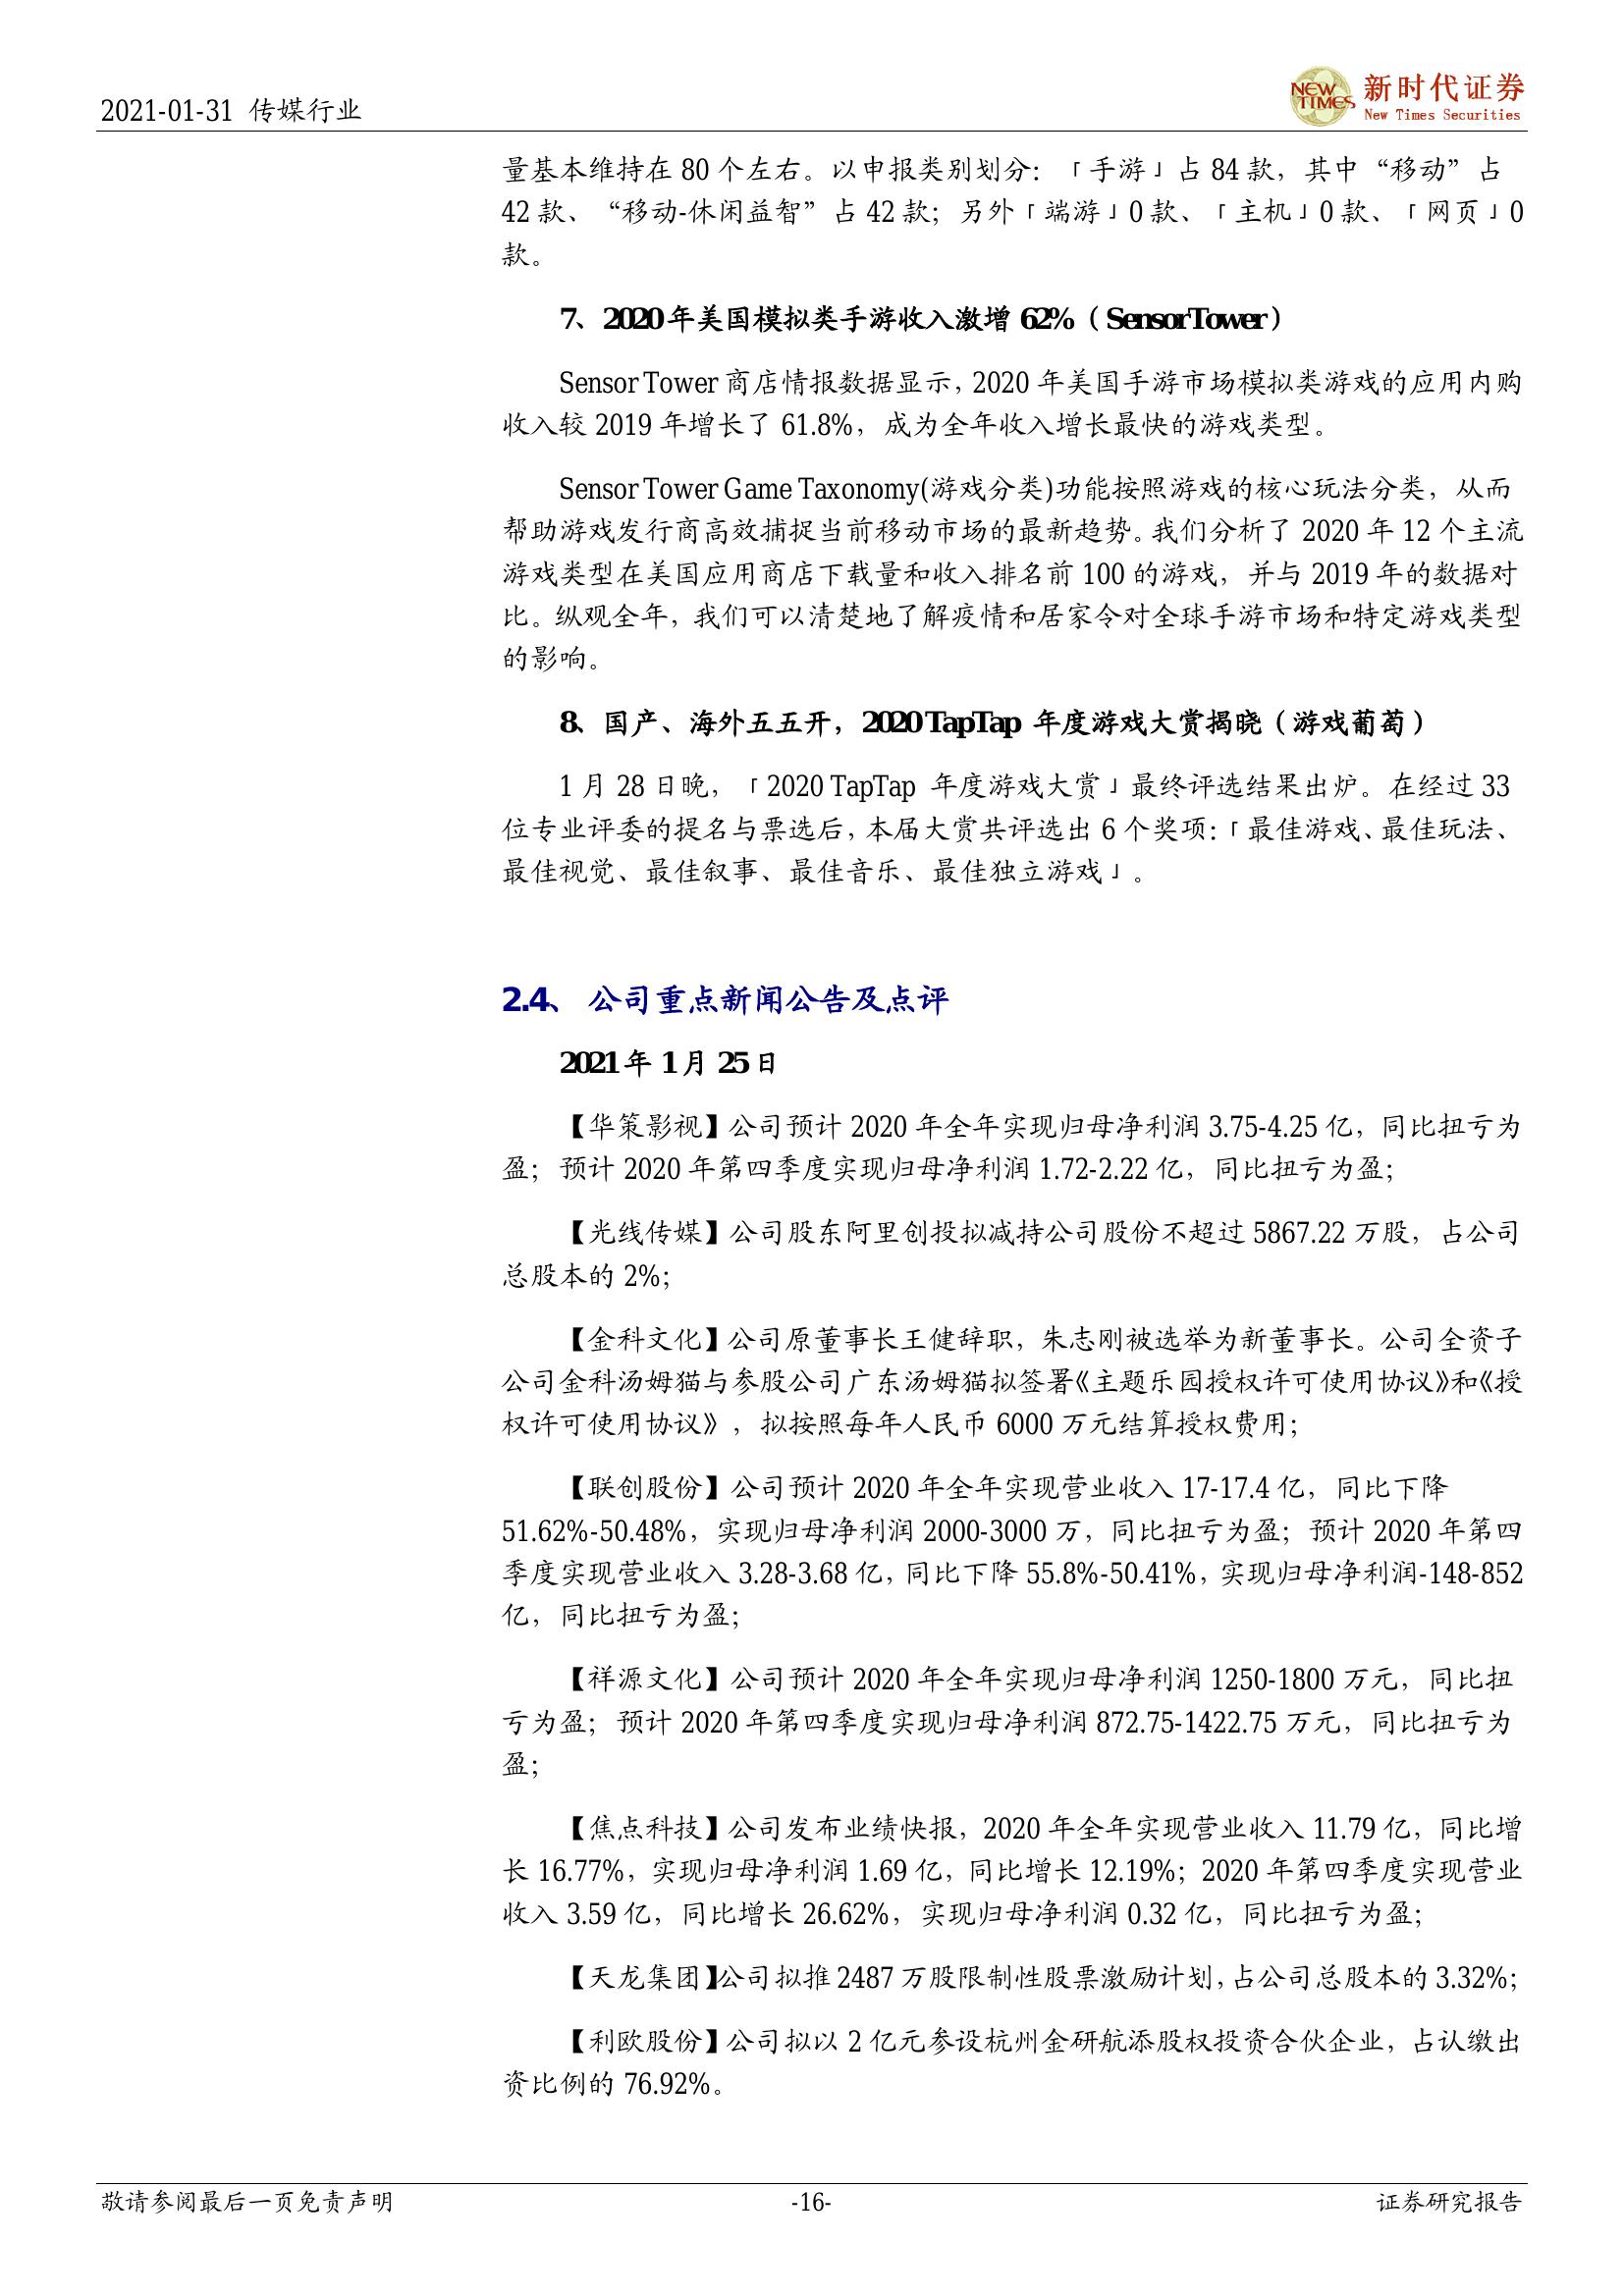 2021-01-31 传媒行业
NEW TIMES 新时代证券
New Times Securities
量基本维持在 80 个左右。以申报类别划分：「手游」占 84 款，其中“移动”占
42 款、“移动-休闲益智”占 42 款；另外「端游」0 款、「主机」0 款、「网页」0
款。
7、2020 年美国模拟类手游收入激增 62%（SensorTower）
Sensor Tower 商店情报数据显示，2020 年美国手游市场模拟类游戏的应用内购
收入较 2019 年增长了 61.8%，成为全年收入增长最快的游戏类型。
Sensor Tower Game Taxonomy(游戏分类)功能按照游戏的核心玩法分类，从而
帮助游戏发行商高效捕捉当前移动市场的最新趋势。我们分析了 2020 年 12 个主流
游戏类型在美国应用商店下载量和收入排名前 100 的游戏，并与 2019 年的数据对
比。纵观全年，我们可以清楚地了解疫情和居家令对全球手游市场和特定游戏类型
的影响。
8、国产、海外五五开，2020 TapTap 年度游戏大赏揭晓（游戏葡萄）
1 月 28 日晚，「2020 TapTap 年度游戏大赏」最终评选结果出炉。在经过 33
位专业评委的提名与票选后，本届大赏共评选出 6 个奖项：「最佳游戏、最佳玩法、
最佳视觉、最佳叙事、最佳音乐、最佳独立游戏」。
2.4、 公司重点新闻公告及点评
2021 年 1 月 25 日
【华策影视】公司预计 2020 年全年实现归母净利润 3.75-4.25 亿，同比扭亏为
盈；预计 2020 年第四季度实现归母净利润 1.72-2.22 亿，同比扭亏为盈；
【光线传媒】公司股东阿里创投拟减持公司股份不超过 5867.22 万股，占公司
总股本的 2%；
【金科文化】公司原董事长王健辞职，朱志刚被选举为新董事长。公司全资子
公司金科汤姆猫与参股公司广东汤姆猫拟签署《主题乐园授权许可使用协议》和《授
权许可使用协议》，拟按照每年人民币 6000 万元结算授权费用；
【联创股份】公司预计 2020 年全年实现营业收入 17-17.4 亿，同比下降
51.62%-50.48%，实现归母净利润 2000-3000 万，同比扭亏为盈；预计 2020 年第四
季度实现营业收入 3.28-3.68 亿，同比下降 55.8%-50.41%，实现归母净利润-148-852
亿，同比扭亏为盈；
【祥源文化】公司预计 2020 年全年实现归母净利润 1250-1800 万元，同比扭
亏为盈；预计 2020 年第四季度实现归母净利润 872.75-1422.75 万元，同比扭亏为
盈；
【焦点科技】公司发布业绩快报，2020 年全年实现营业收入 11.79 亿，同比增
长 16.77%，实现归母净利润 1.69 亿，同比增长 12.19%；2020 年第四季度实现营业
收入 3.59 亿，同比增长 26.62%，实现归母净利润 0.32 亿，同比扭亏为盈；
【天龙集团】公司拟推 2487 万股限制性股票激励计划，占公司总股本的 3.32%；
【利欧股份】公司拟以 2 亿元参设杭州金研航添股权投资合伙企业，占认缴出
资比例的 76.92%。
敬请参阅最后一页免责声明 -16- 证券研究报告